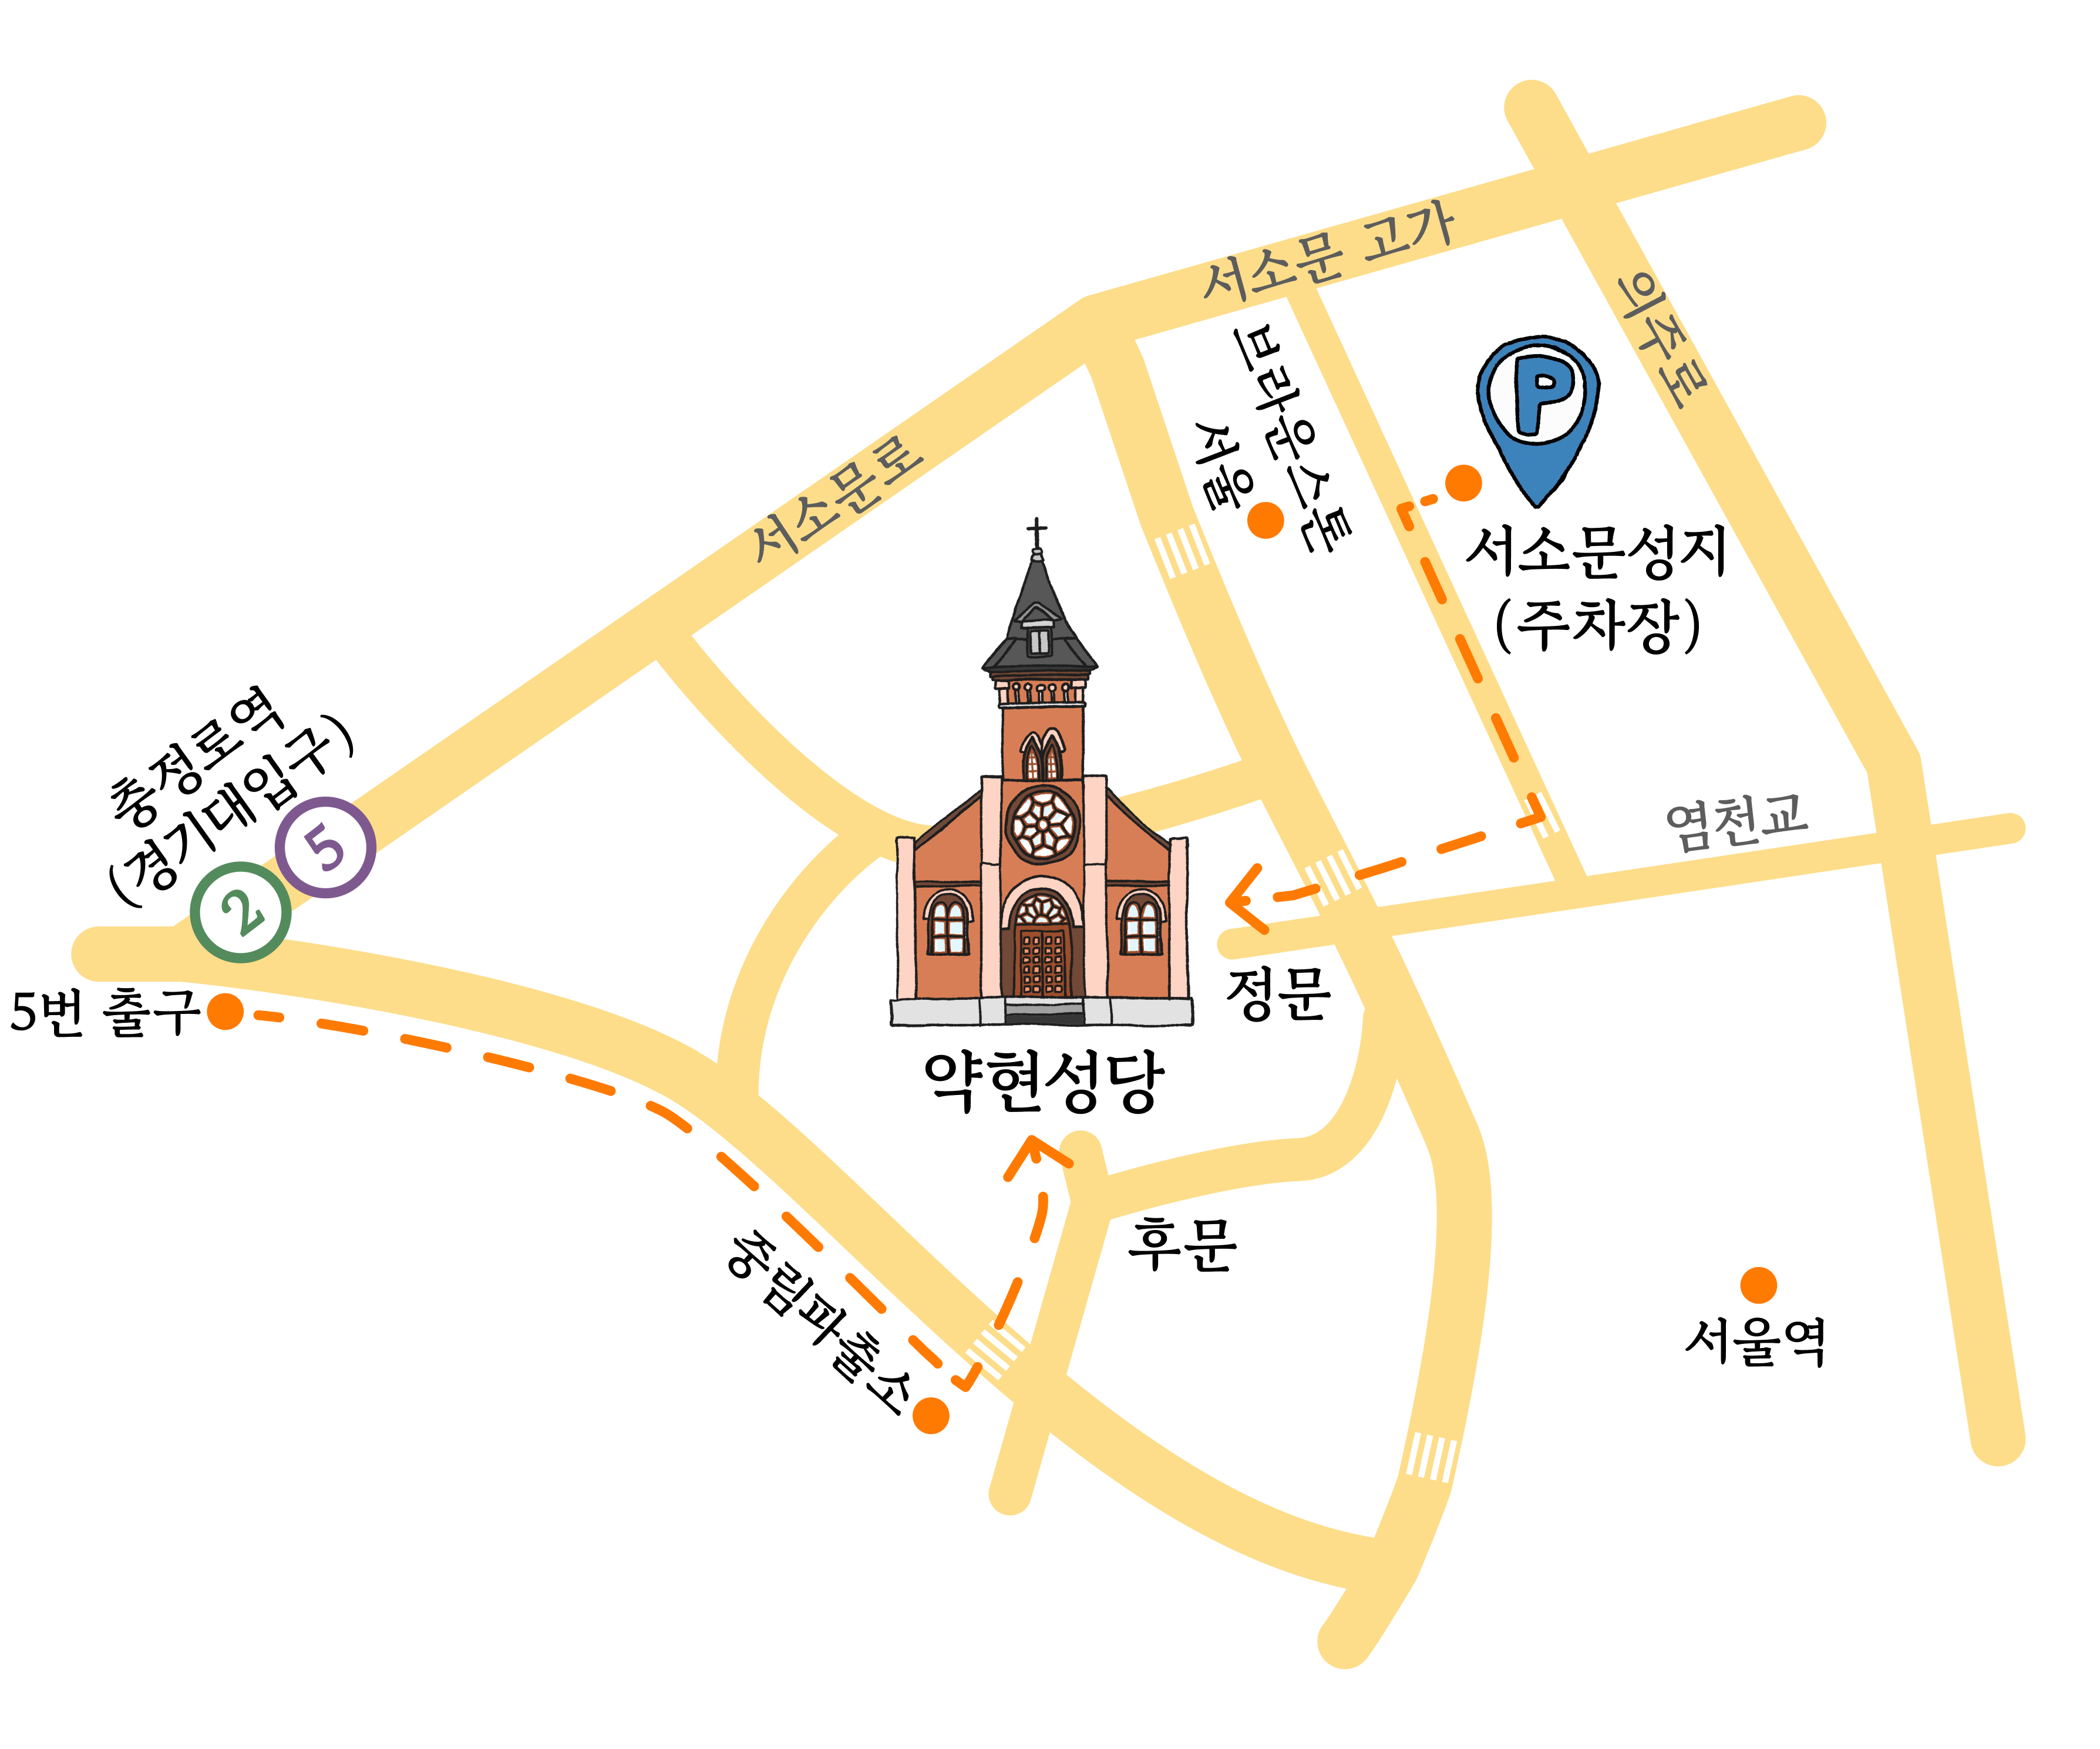 서소문 고가
의주로
브라운스톤
서울
P
서소문로
서소문성지
(주차장)
충정로역
(경기대입구)
5
2
염천교
5번 출구
정문
약현성당
후문
중림파출소
서울역